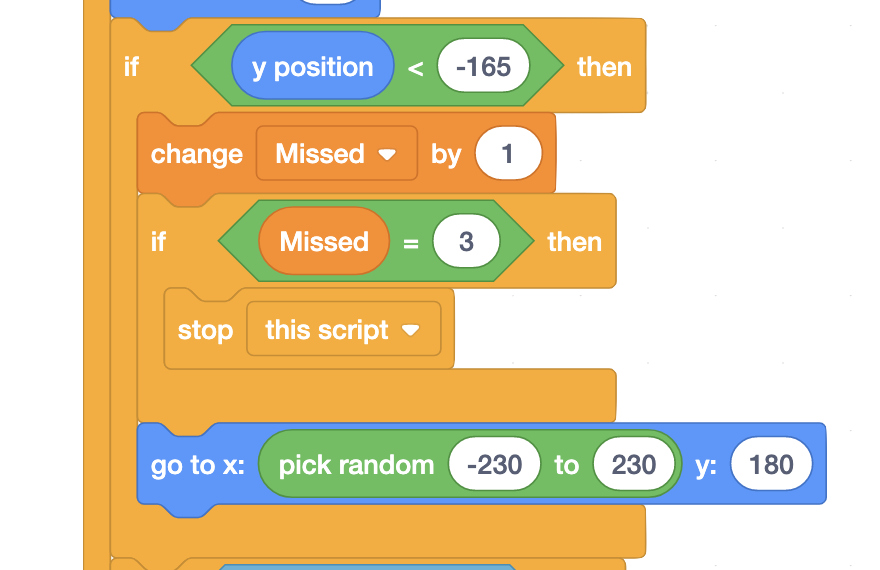 if y position < -165 then
change Missed by 1
if Missed = 3 then
stop this script
go to x: pick random -230 to 230 y: 180